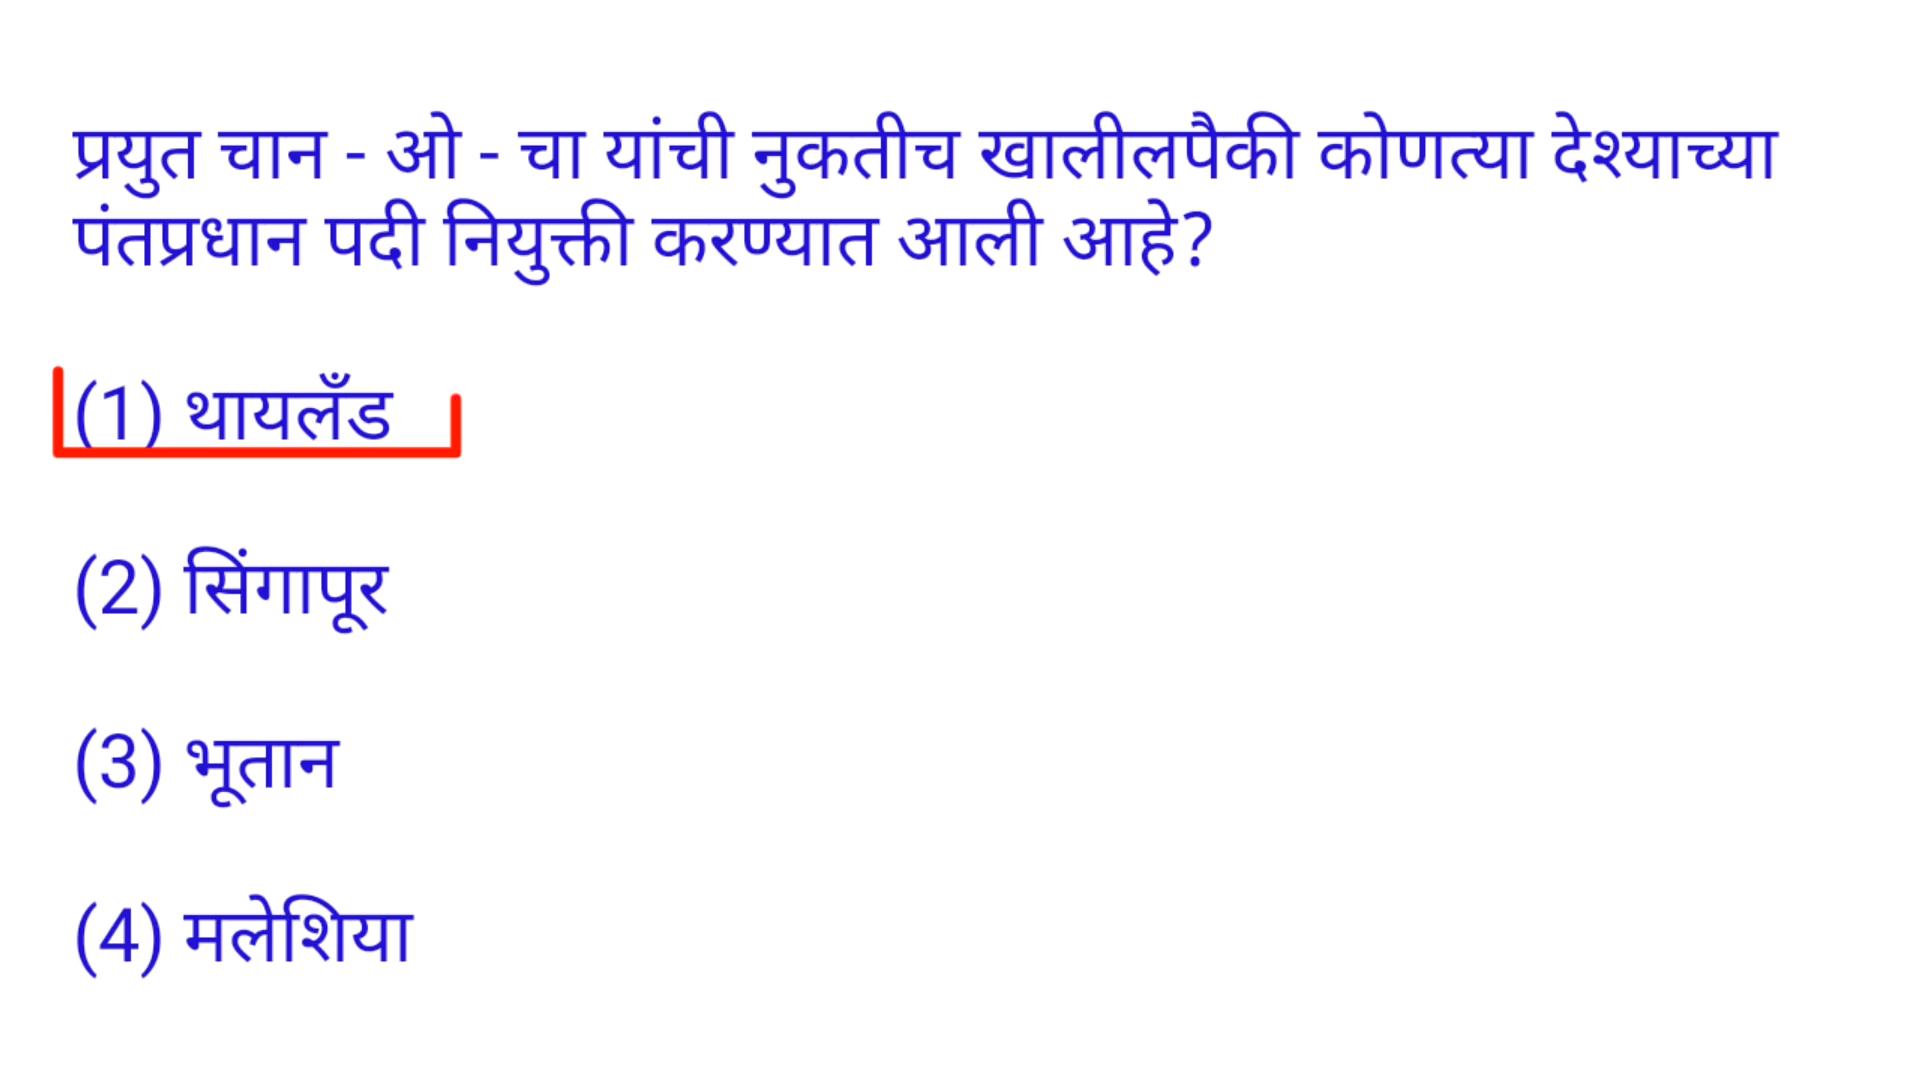 प्रयुत चान - ओ - चा यांची नुकतीच खालीलपैकी कोणत्या देश्याच्या
पंतप्रधान पदी नियुक्ती करण्यात आली आहे?
(1) थायलँड
(2) सिंगापूर
(3) भूतान
(4) मलेशिया